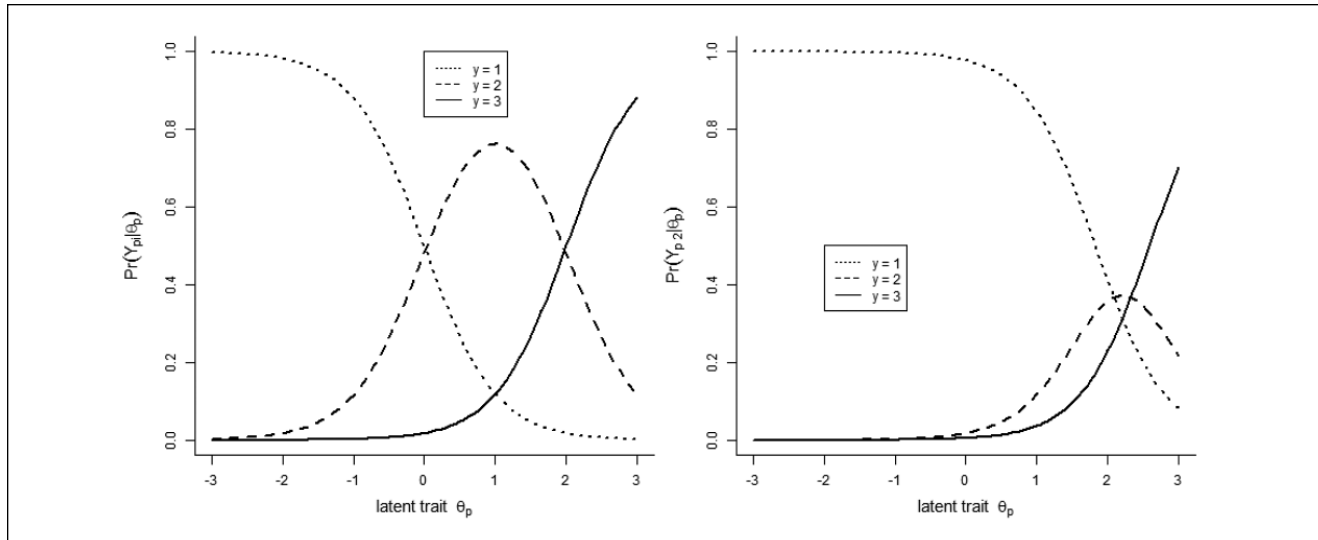 Pr(Y_pi|θ_p)
1.0
0.8
0.6
0.4
0.2
0.0
y = 1
y = 2
y = 3
-3 -2 -1 0 1 2 3
latent trait θ_p
Pr(Y_p 2|θ_p)
1.0
0.8
0.6
0.4
0.2
0.0
y = 1
y = 2
y = 3
-3 -2 -1 0 1 2 3
latent trait θ_p